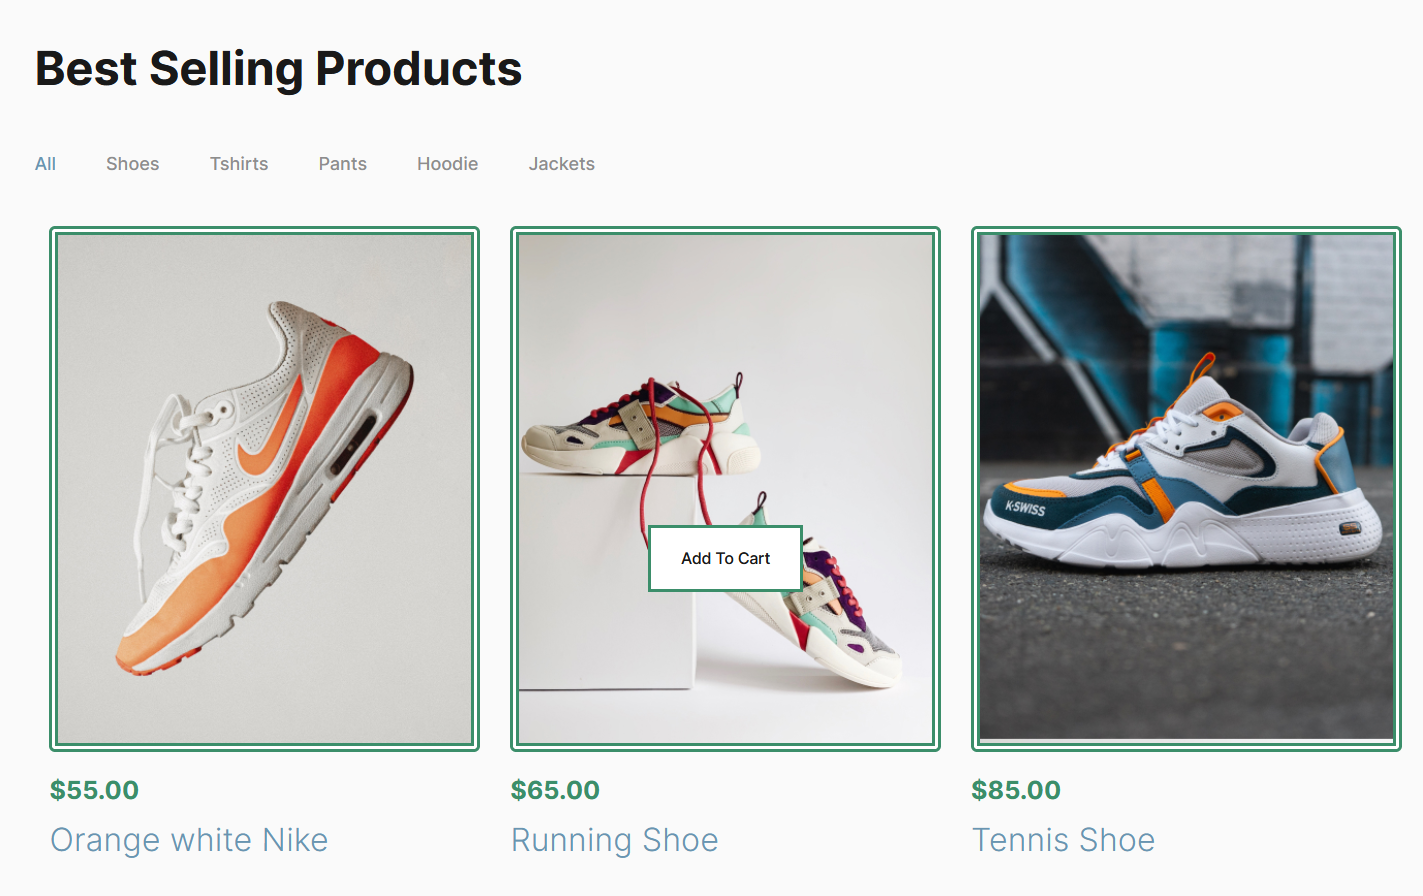 Best Selling Products
All Shoes Tshirts Pants Hoodie Jackets
K·SWISS
Add To Cart
$55.00 $65.00 $85.00
Orange white Nike Running Shoe Tennis Shoe